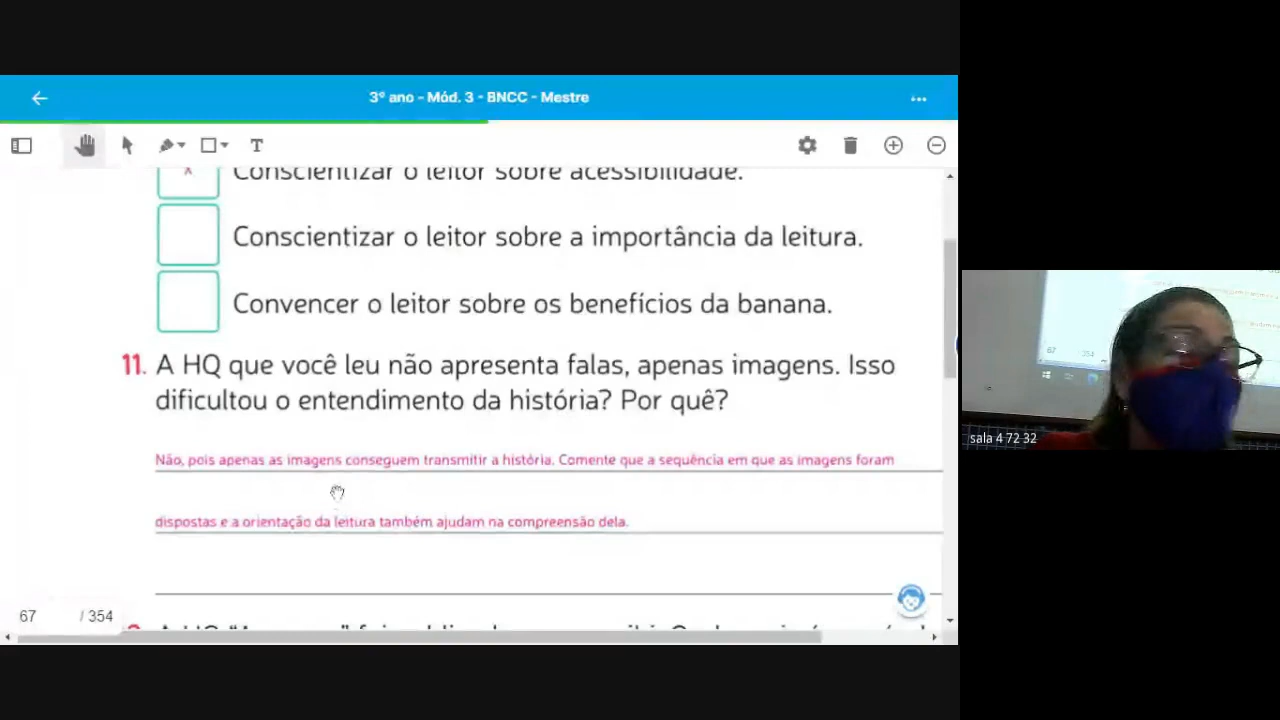 3º ano - Mód. 3 - BNCC - Mestre
T
x
Conscientizar o leitor sobre acessibilidade.
Conscientizar o leitor sobre a importância da leitura.
Convencer o leitor sobre os benefícios da banana.
11. A HQ que você leu não apresenta falas, apenas imagens. Isso
dificultou o entendimento da história? Por quê?
Não, pois apenas as imagens conseguem transmitir a história. Comente que a sequência em que as imagens foram
dispostas e a orientação da leitura também ajudam na compreensão dela.
67 / 354
sala 4 72 32